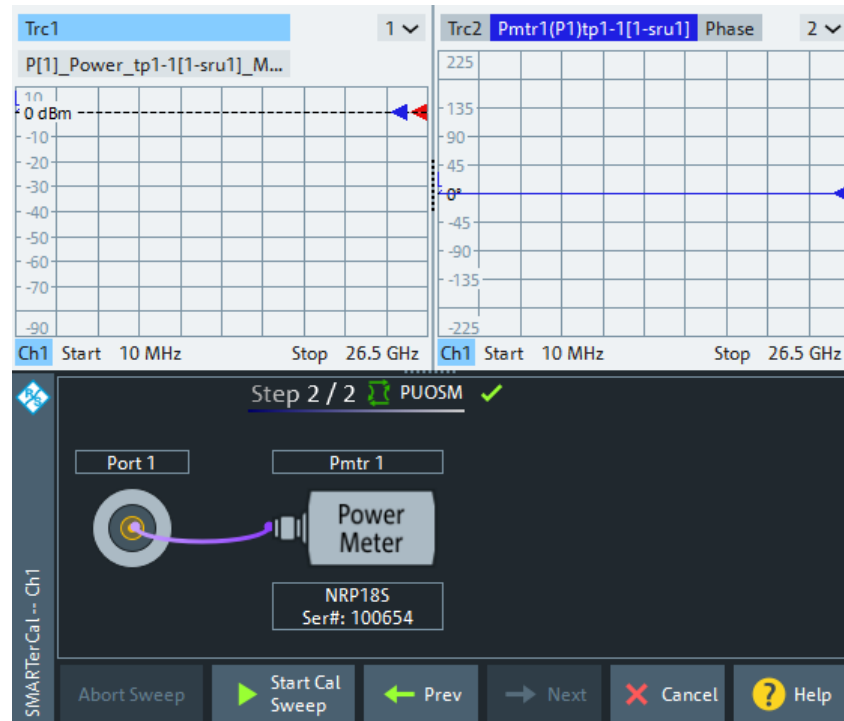 Trc1 1
P[1]_Power_tp1-1[1-sru1]_M...
10
0 dBm
-10
-20
-30
-40
-50
-60
-70
-90
Ch1 Start 10 MHz Stop 26.5 GHz
Trc2 Pmtr1(P1)tp1-1[1-sru1] Phase 2
225
135
90
45
0°
-45
-90
-135
-225
Ch1 Start 10 MHz Stop 26.5 GHz
R&S
SMARTerCal -- Ch1
Step 2 / 2 PUOSM
Port 1
Pmtr 1
Power
Meter
NRP18S
Ser#: 100654
Abort Sweep
Start Cal
Sweep
Prev
Next
Cancel
? Help